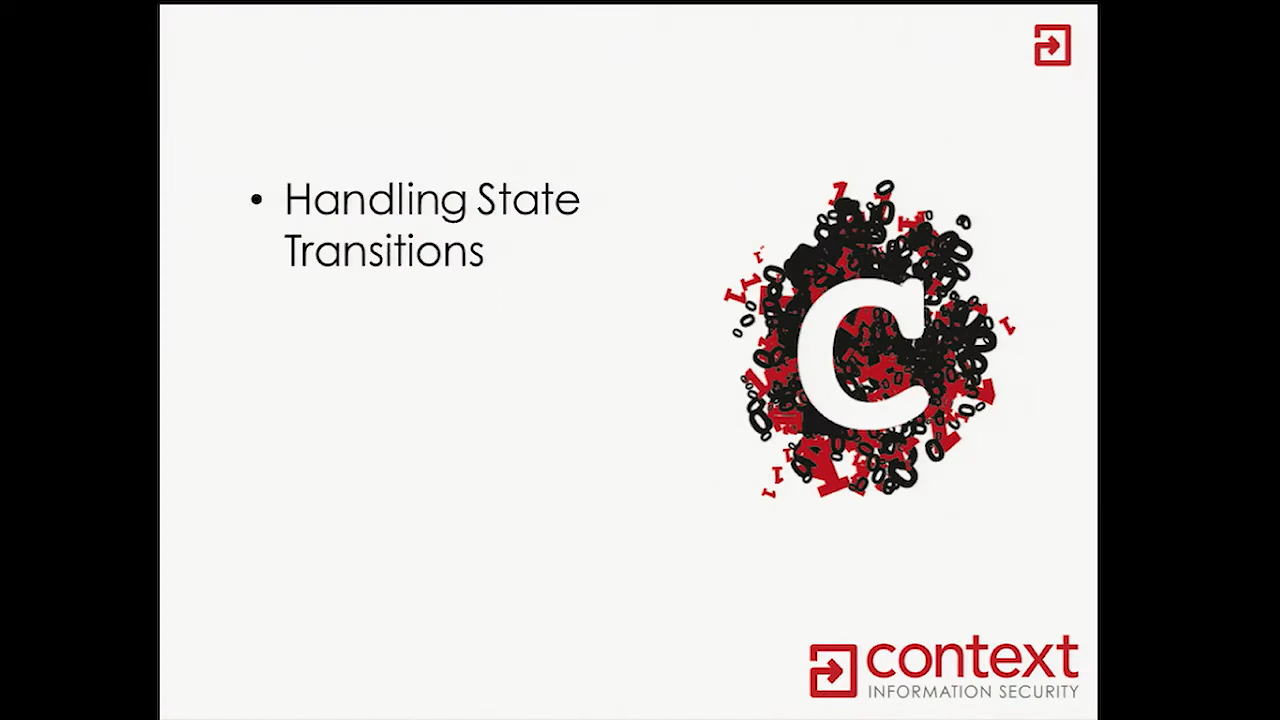 • Handling State
Transitions
C
context
INFORMATION SECURITY